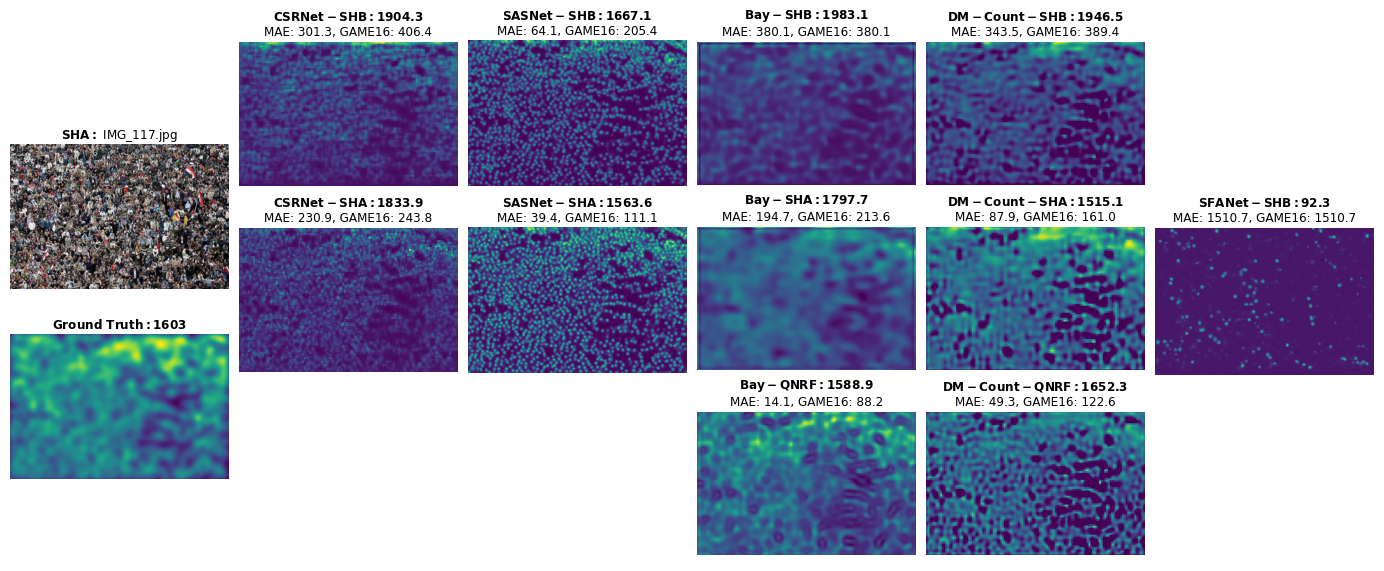 CSRNet−SHB: 1904.3
MAE: 301.3, GAME16: 406.4
SASNet−SHB: 1667.1
MAE: 64.1, GAME16: 205.4
Bay−SHB: 1983.1
MAE: 380.1, GAME16: 380.1
DM−Count−SHB: 1946.5
MAE: 343.5, GAME16: 389.4
SHA: IMG_117.jpg
CSRNet−SHA: 1833.9
MAE: 230.9, GAME16: 243.8
SASNet−SHA: 1563.6
MAE: 39.4, GAME16: 111.1
Bay−SHA: 1797.7
MAE: 194.7, GAME16: 213.6
DM−Count−SHA: 1515.1
MAE: 87.9, GAME16: 161.0
SFANet−SHB: 92.3
MAE: 1510.7, GAME16: 1510.7
Ground Truth: 1603
Bay−QNRF: 1588.9
MAE: 14.1, GAME16: 88.2
DM−Count−QNRF: 1652.3
MAE: 49.3, GAME16: 122.6